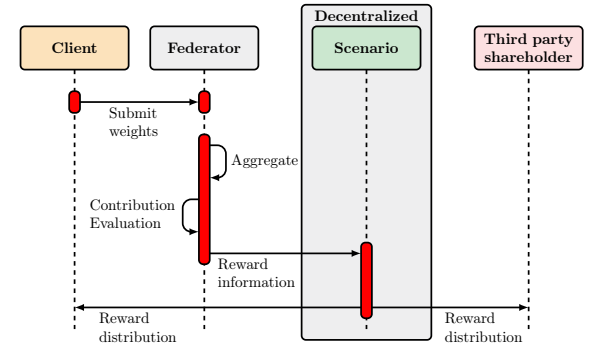 Decentralized
Client
Federator
Scenario
Third party
shareholder
Submit
weights
Aggregate
Contribution
Evaluation
Reward
information
Reward
distribution
Reward
distribution